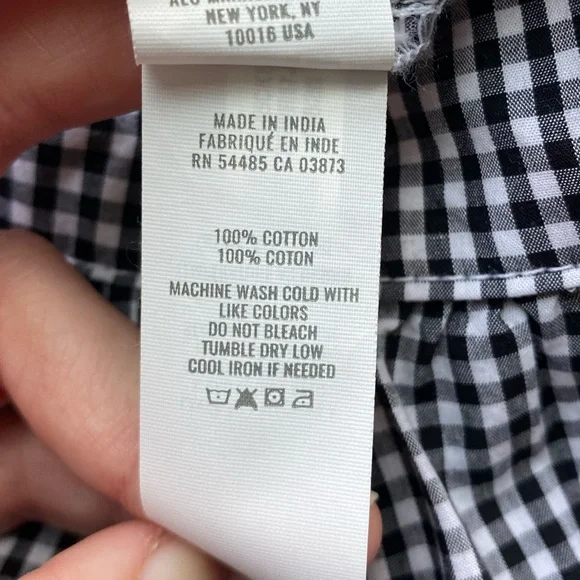 NEW YORK, NY
10016 USA
MADE IN INDIA
FABRIQUÉ EN INDE
RN 54485 CA 03873
100% COTTON
100% COTON
MACHINE WASH COLD WITH
LIKE COLORS
DO NOT BLEACH
TUMBLE DRY LOW
COOL IRON IF NEEDED